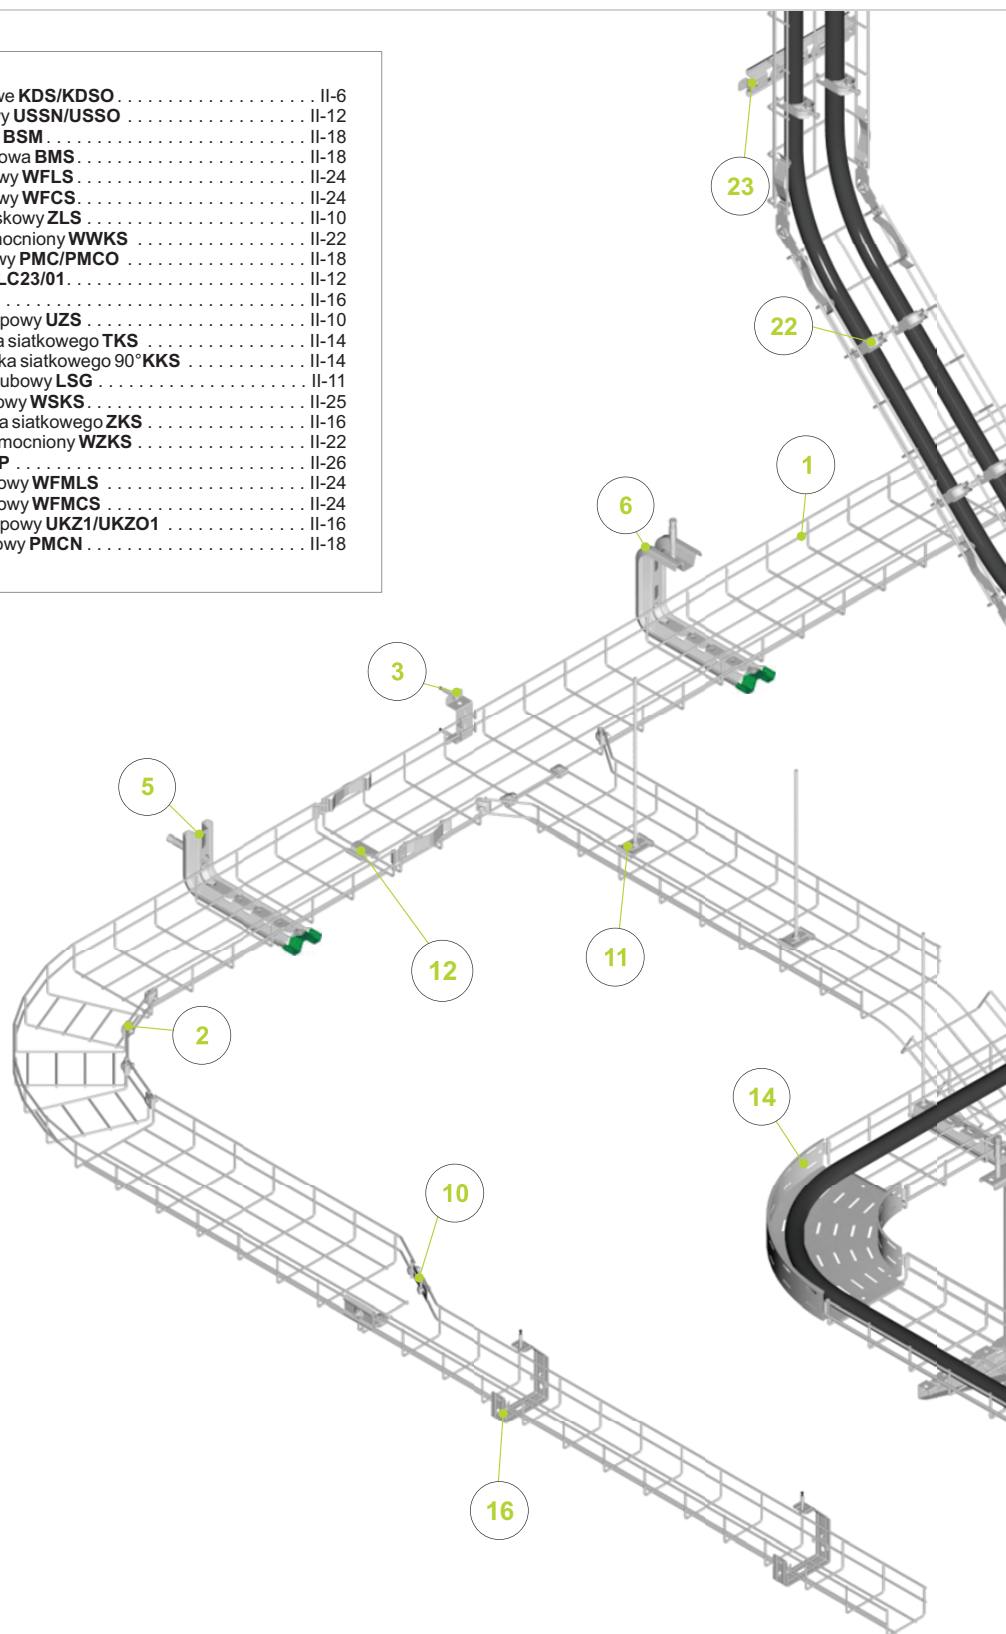 we KDS/KDSO . . . . . . . . . . . . . . . . . . . . II-6
y USSN/USSO . . . . . . . . . . . . . . . . . . II-12
BSM . . . . . . . . . . . . . . . . . . . . . . . . . . II-18
owa BMS . . . . . . . . . . . . . . . . . . . . . . . II-18
wy WFLS . . . . . . . . . . . . . . . . . . . . . . . II-24
wy WFCS . . . . . . . . . . . . . . . . . . . . . . . II-24
skowy ZLS . . . . . . . . . . . . . . . . . . . . . . II-10
nocniony WWKS . . . . . . . . . . . . . . . . . II-22
wy PMC/PMCO . . . . . . . . . . . . . . . . . . II-18
LC23/01 . . . . . . . . . . . . . . . . . . . . . . . . II-12
. . . . . . . . . . . . . . . . . . . . . . . . . . . . . . II-16
powy UZS . . . . . . . . . . . . . . . . . . . . . . II-10
a siatkowego TKS . . . . . . . . . . . . . . . . II-14
ka siatkowego 90° KKS . . . . . . . . . . . . II-14
ubowy LSG . . . . . . . . . . . . . . . . . . . . . II-11
owy WSKS . . . . . . . . . . . . . . . . . . . . . . II-25
a siatkowego ZKS . . . . . . . . . . . . . . . . II-16
mocniony WZKS . . . . . . . . . . . . . . . . . II-22
P . . . . . . . . . . . . . . . . . . . . . . . . . . . . . II-26
owy WFMLS . . . . . . . . . . . . . . . . . . . . II-24
owy WFMCS . . . . . . . . . . . . . . . . . . . . II-24
powy UKZ1/UKZO1 . . . . . . . . . . . . . . II-16
owy PMCN . . . . . . . . . . . . . . . . . . . . . . II-18
23
22
1
6
3
5
12
11
2
14
10
16